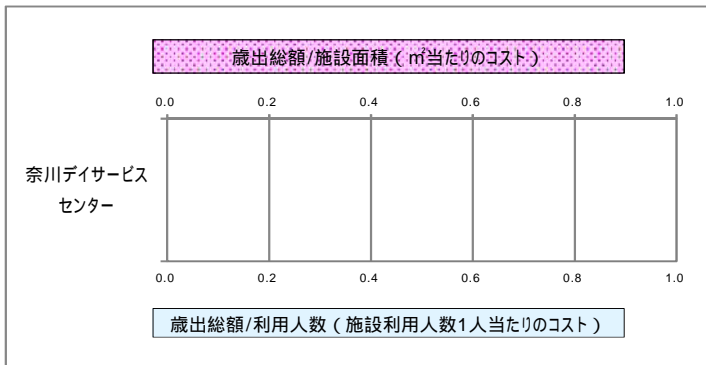 歳出総額/施設面積（㎡当たりのコスト）
0.0 0.2 0.4 0.6 0.8 1.0
奈川デイサービス
センター
0.0 0.2 0.4 0.6 0.8 1.0
歳出総額/利用人数（施設利用人数1人当たりのコスト）